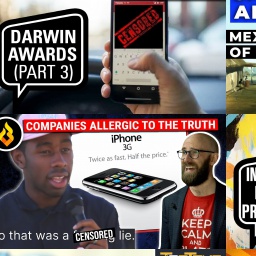 DARWIN
AWARDS
(PART 3)
CENSORED
A
MEX
OF
COMPANIES ALLERGIC TO THE TRUTH
iPhone
3G
Twice as fast. Half the price.
KEEP
CALM
AND
o that was a CENSORED g lie.
IN
PR